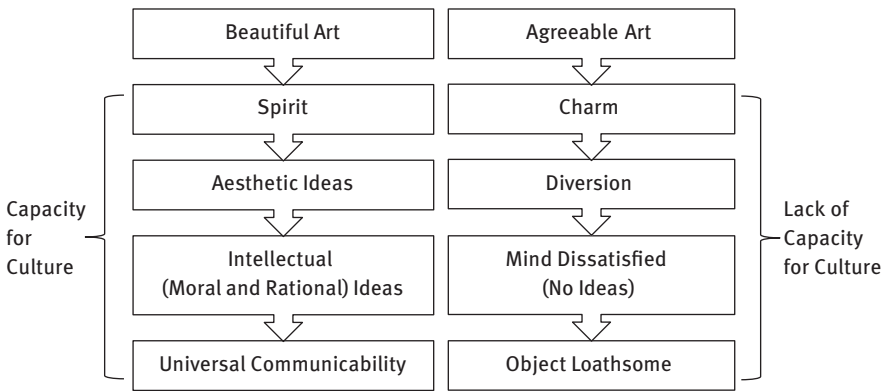 Beautiful Art
Agreeable Art
Spirit
Charm
Aesthetic Ideas
Diversion
Capacity
for
Culture
Intellectual
(Moral and Rational) Ideas
Mind Dissatisfied
(No Ideas)
Lack of
Capacity
for Culture
Universal Communicability
Object Loathsome